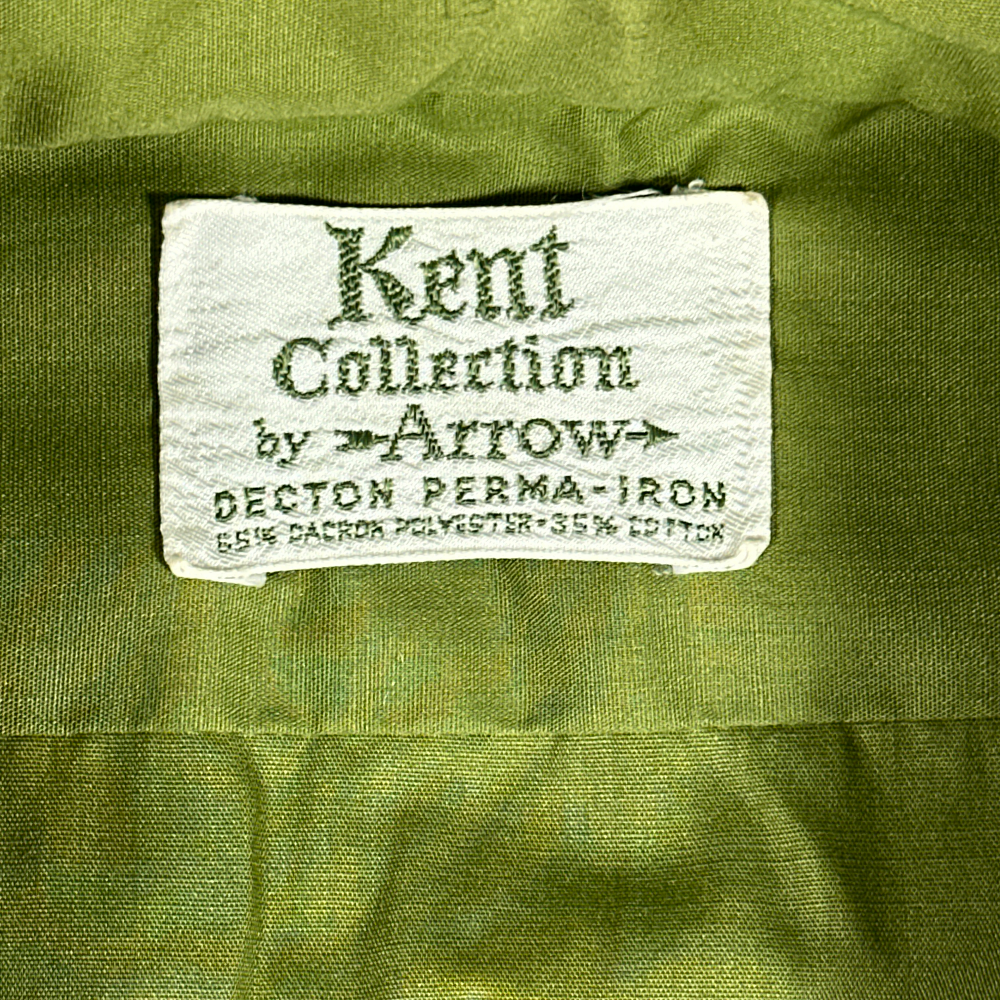 Kent
Collection
by Arrow
DECTON PERMA-IRON
65% DACRON POLYESTER-35% COTTON